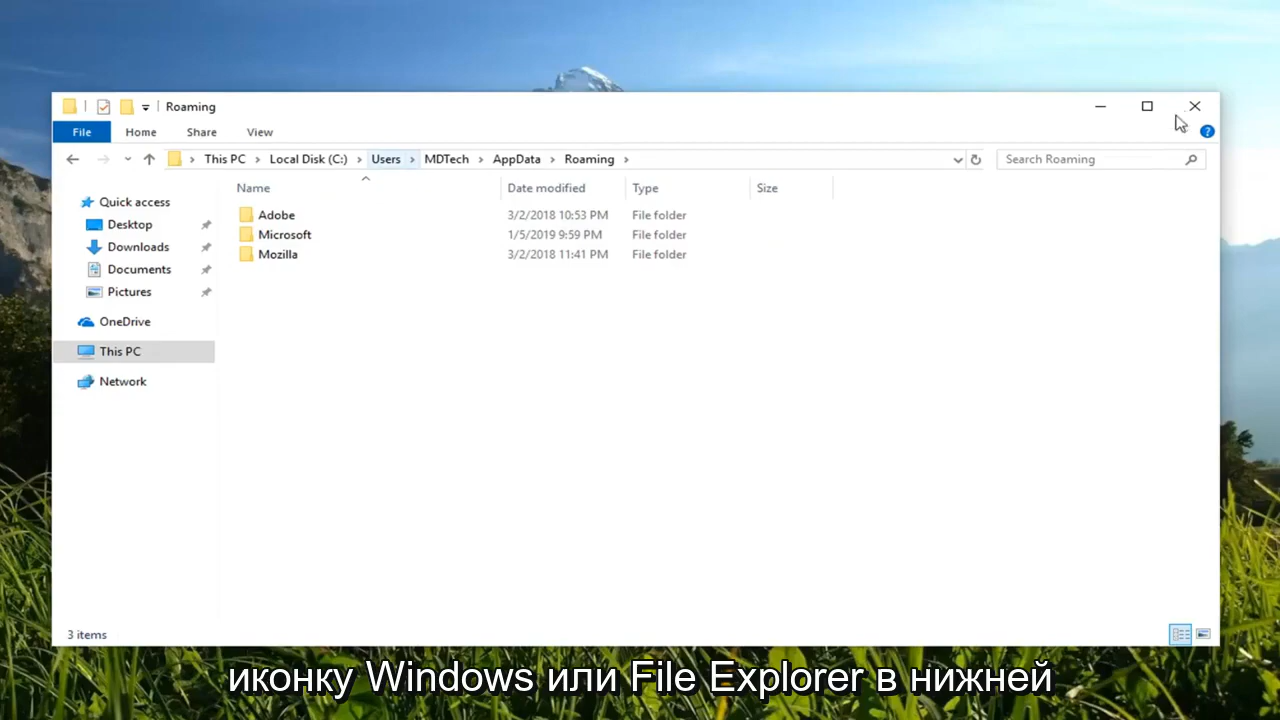 Roaming
File Home Share View
This PC Local Disk (C:) Users MDTech AppData Roaming Search Roaming
Name Date modified Type Size
Quick access
Desktop
Downloads
Documents
Pictures
OneDrive
This PC
Network
Adobe 3/2/2018 10:53 PM File folder
Microsoft 1/5/2019 9:59 PM File folder
Mozilla 3/2/2018 11:41 PM File folder
3 items
иконку Windows или File Explorer в нижней